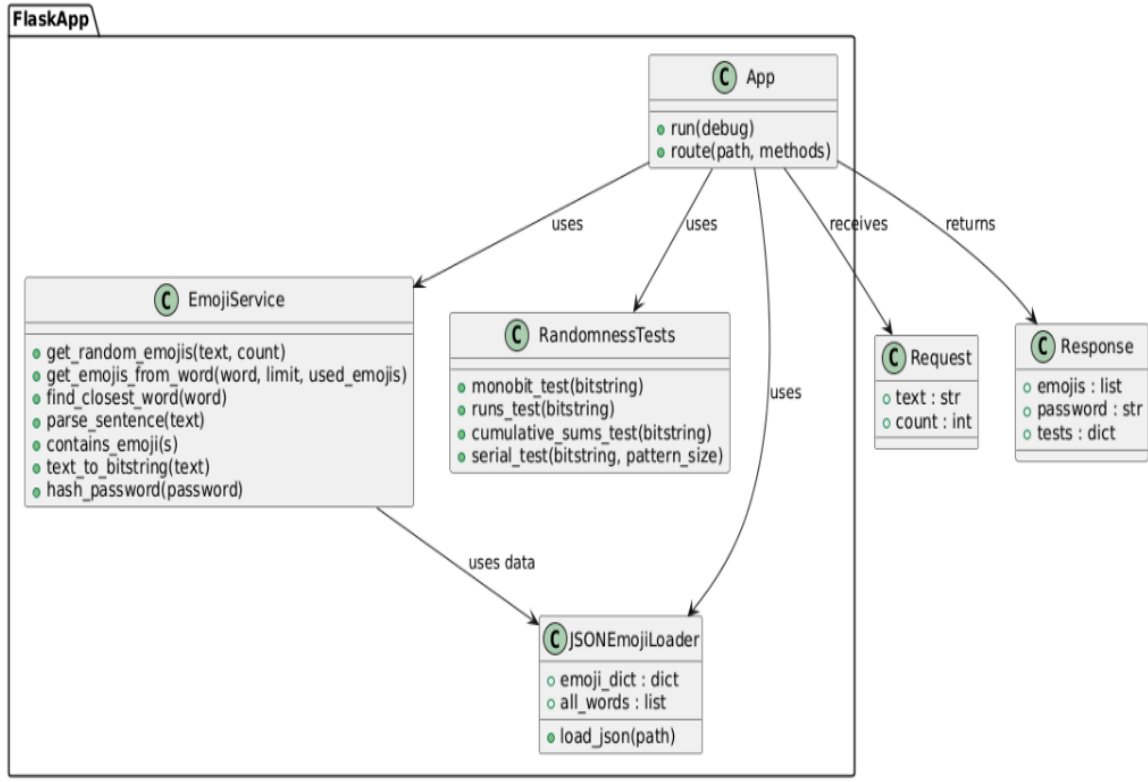 FlaskApp
C App
run(debug)
route(path, methods)
uses
uses
receives
returns
C EmojiService
get_random_emojis(text, count)
get_emojis_from_word(word, limit, used_emojis)
find_closest_word(word)
parse_sentence(text)
contains_emoji(s)
text_to_bitstring(text)
hash_password(password)
C RandomnessTests
monobit_test(bitstring)
runs_test(bitstring)
cumulative_sums_test(bitstring)
serial_test(bitstring, pattern_size)
uses
C Request
text : str
count : int
C Response
emojis : list
password : str
tests : dict
uses data
C JSONEmojiLoader
emoji_dict : dict
all_words : list
load_json(path)